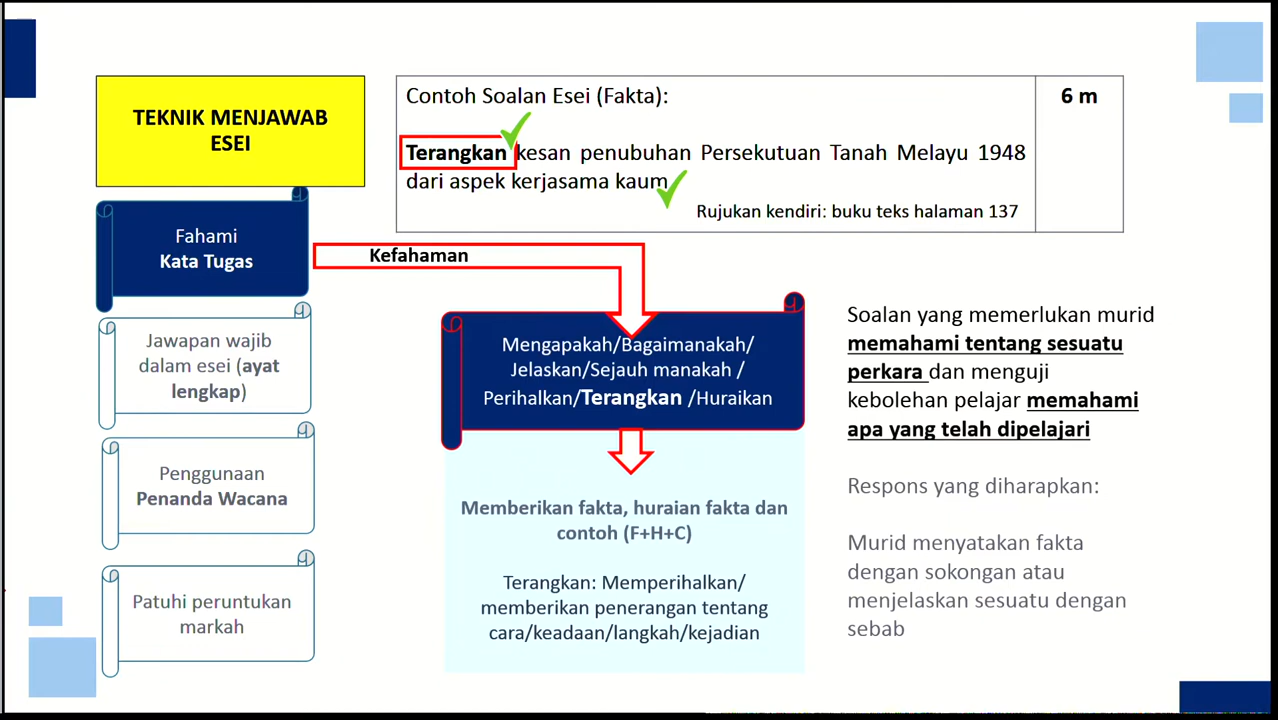 TEKNIK MENJAWAB
ESEI
Contoh Soalan Esei (Fakta):
6 m
Terangkan kesan penubuhan Persekutuan Tanah Melayu 1948
dari aspek kerjasama kaum
Rujukan kendiri: buku teks halaman 137
Fahami
Kata Tugas
Kefahaman
Jawapan wajib
dalam esei (ayat
lengkap)
Penggunaan
Penanda Wacana
Patuhi peruntukan
markah
Mengapakah/Bagaimanakah/
Jelaskan/Sejauh manakah /
Perihalkan/Terangkan /Huraikan
Memberikan fakta, huraian fakta dan
contoh (F+H+C)
Terangkan: Memperihalkan/
memberikan penerangan tentang
cara/keadaan/langkah/kejadian
Soalan yang memerlukan murid
memahami tentang sesuatu
perkara dan menguji
kebolehan pelajar memahami
apa yang telah dipelajari
Respons yang diharapkan:
Murid menyatakan fakta
dengan sokongan atau
menjelaskan sesuatu dengan
sebab